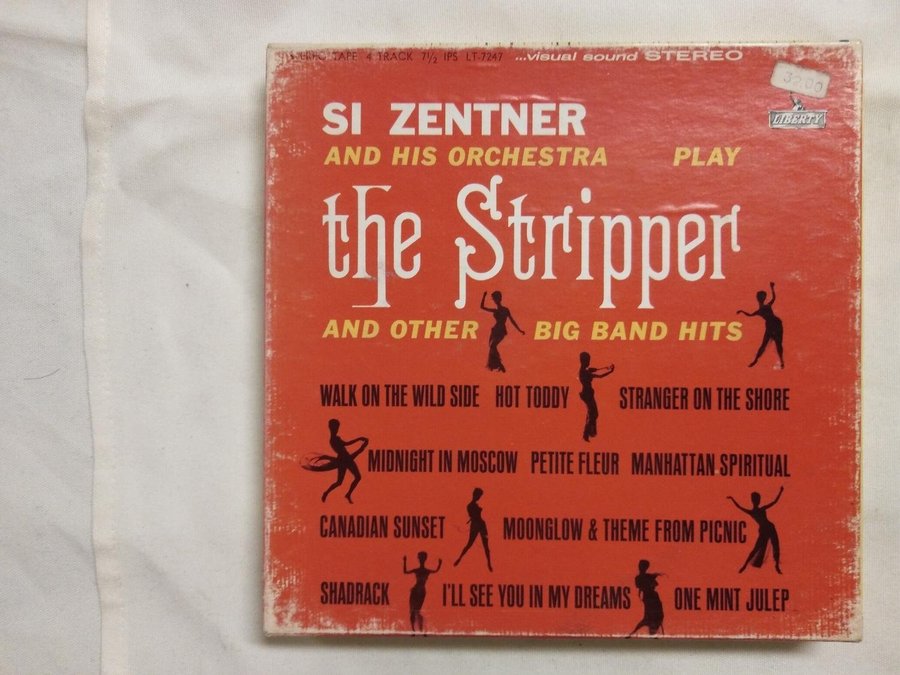 TAPE 4 TRACK 7½ IPS LT-7247 ...visual sound STEREO
32.00
LIBERTY
SI ZENTNER
AND HIS ORCHESTRA PLAY
the Stripper
AND OTHER BIG BAND HITS
WALK ON THE WILD SIDE HOT TODDY STRANGER ON THE SHORE
MIDNIGHT IN MOSCOW PETITE FLEUR MANHATTAN SPIRITUAL
CANADIAN SUNSET MOONGLOW & THEME FROM PICNIC
SHADRACK I'LL SEE YOU IN MY DREAMS ONE MINT JULEP